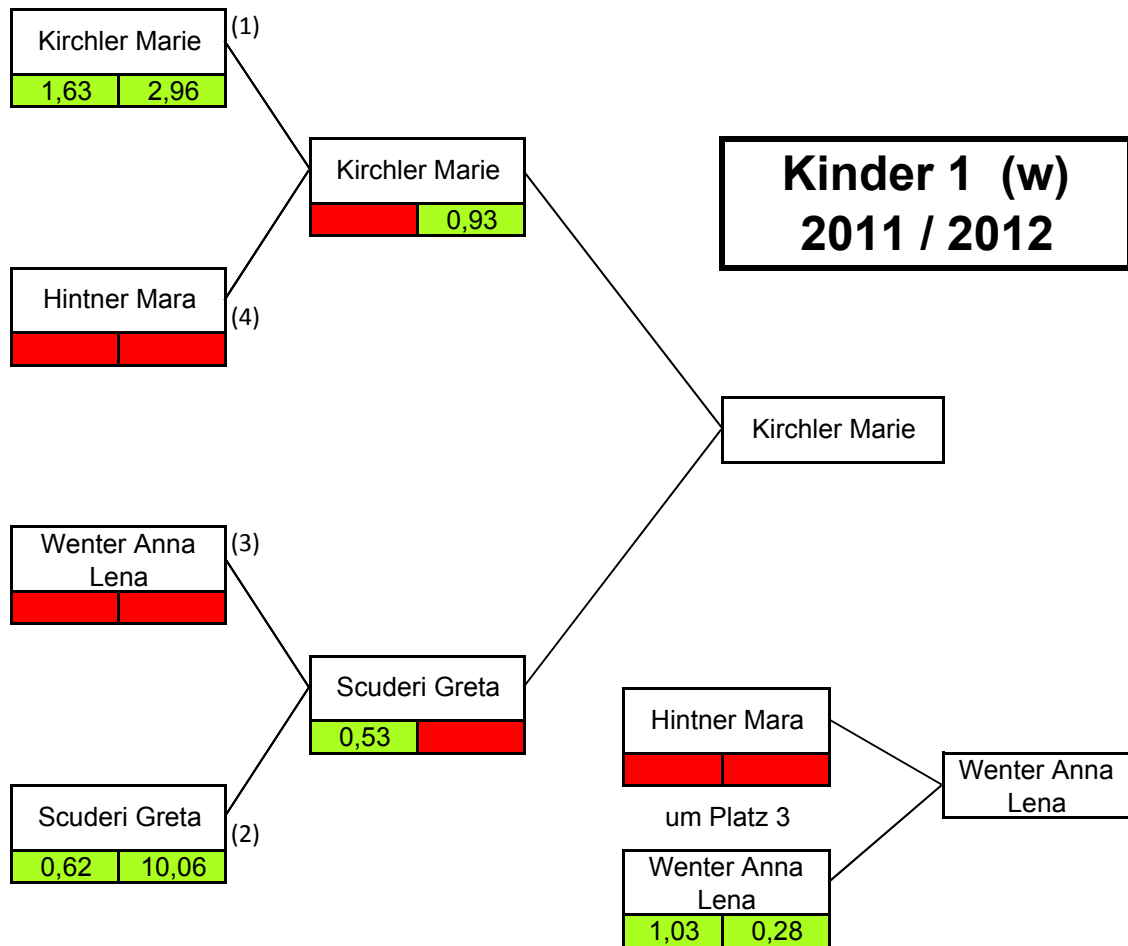 Kirchler Marie
(1)
1,63 2,96
Kirchler Marie
0,93
Kinder 1 (w)
2011 / 2012
Hintner Mara
(4)
Kirchler Marie
Wenter Anna
Lena
(3)
Scuderi Greta
0,53
Scuderi Greta
(2)
0,62 10,06
Hintner Mara
um Platz 3
Wenter Anna
Lena
Wenter Anna
Lena
1,03 0,28